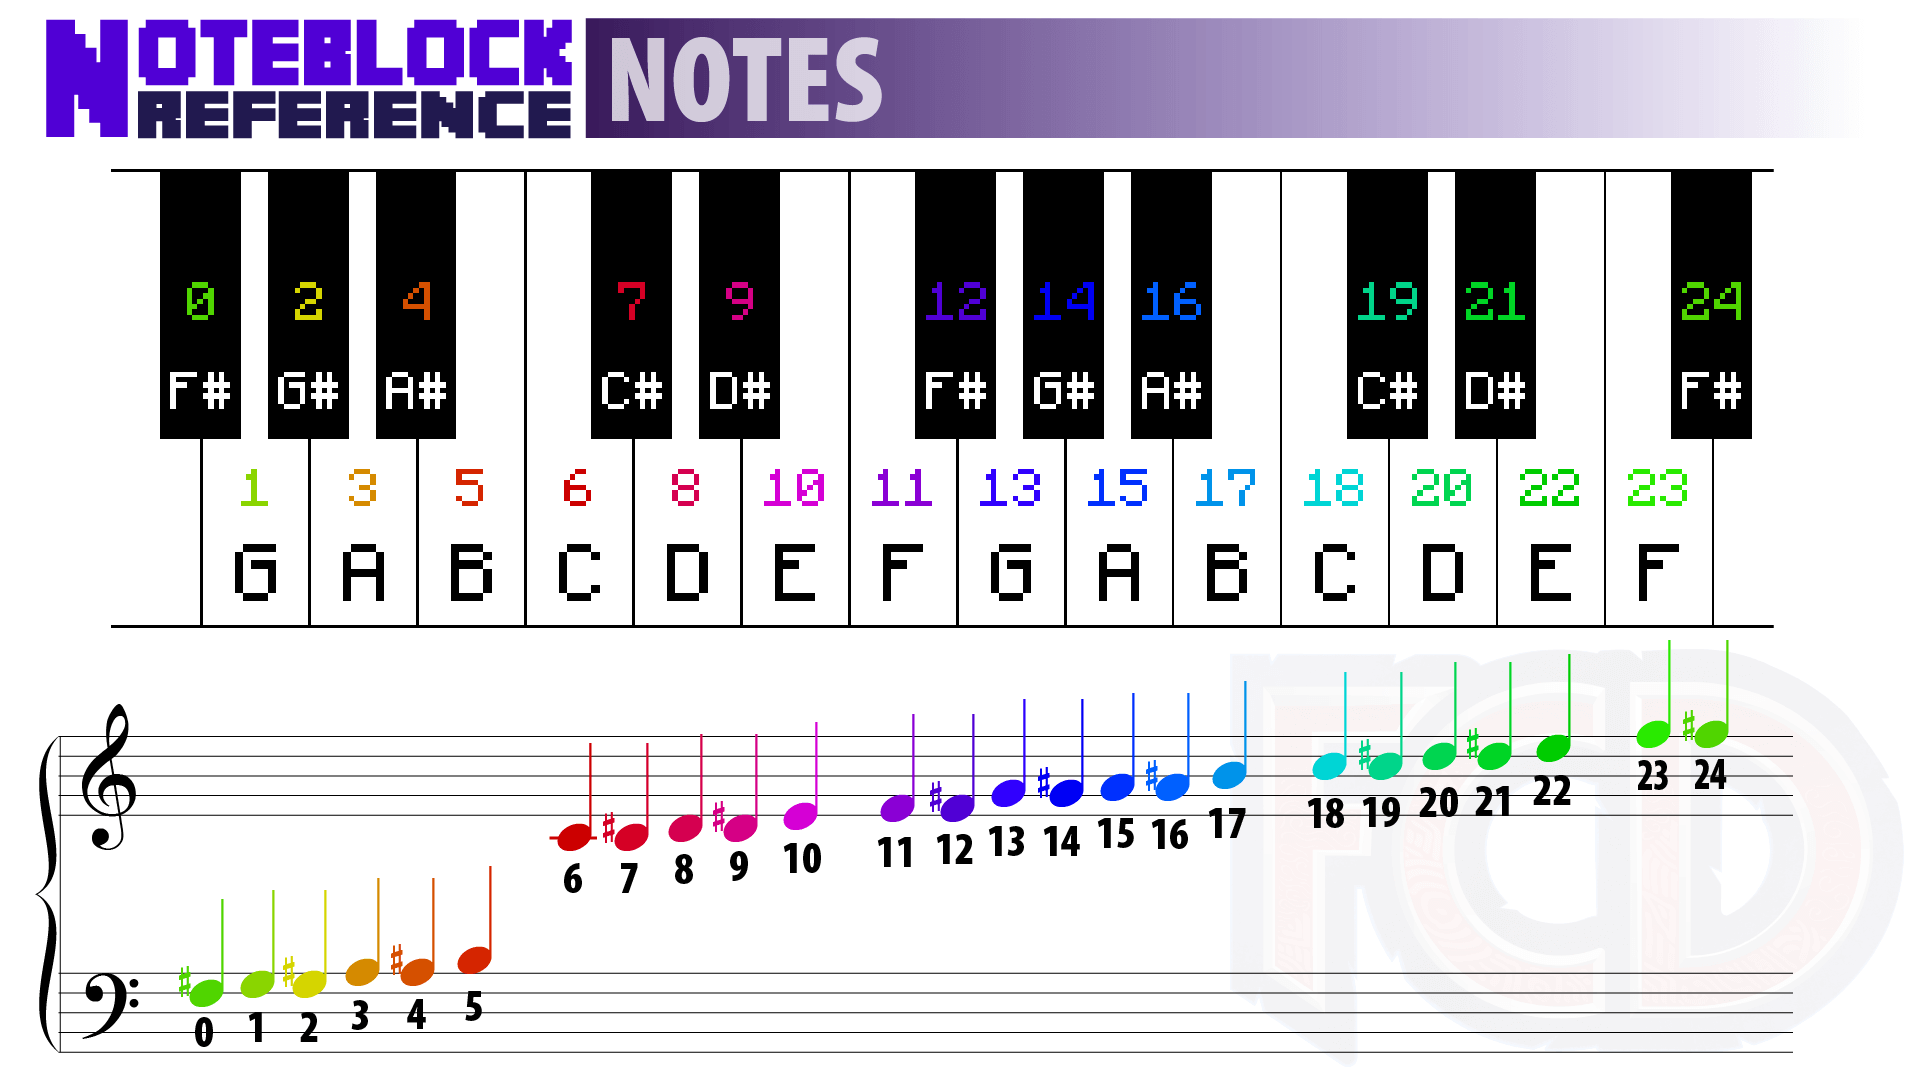 NOTEBLOCK
REFERENCE
NOTES
0 2 4 7 9 12 14 16 19 21 24
F# G# A# C# D# F# G# A# C# D# F#
1 3 5 6 8 10 11 13 15 17 18 20 22 23
G A B C D E F G A B C D E F
FCD
6 7 8 9 10 11 12 13 14 15 16 17 18 19 20 21 22 23 24
0 1 2 3 4 5